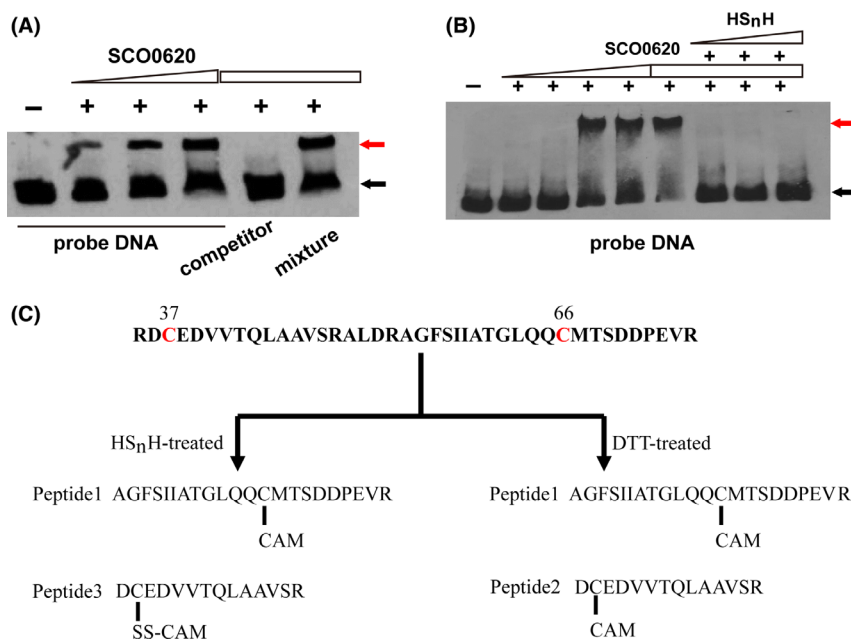 (A)
SCO0620
– + + + + +
probe DNA
competitor
mixture
(B)
HSnH
SCO0620
+ + +
– + + + + + + + +
probe DNA
(C)
37 66
RDCEDVVTQLAAVSRALDRAGFSIIATGLQQCMTSDDPEVR
HSnH-treated DTT-treated
Peptide1 AGFSIIATGLQQCMTSDDPEVR Peptide1 AGFSIIATGLQQCMTSDDPEVR
CAM CAM
Peptide3 DCEDVVTQLAAVSR Peptide2 DCEDVVTQLAAVSR
SS-CAM CAM